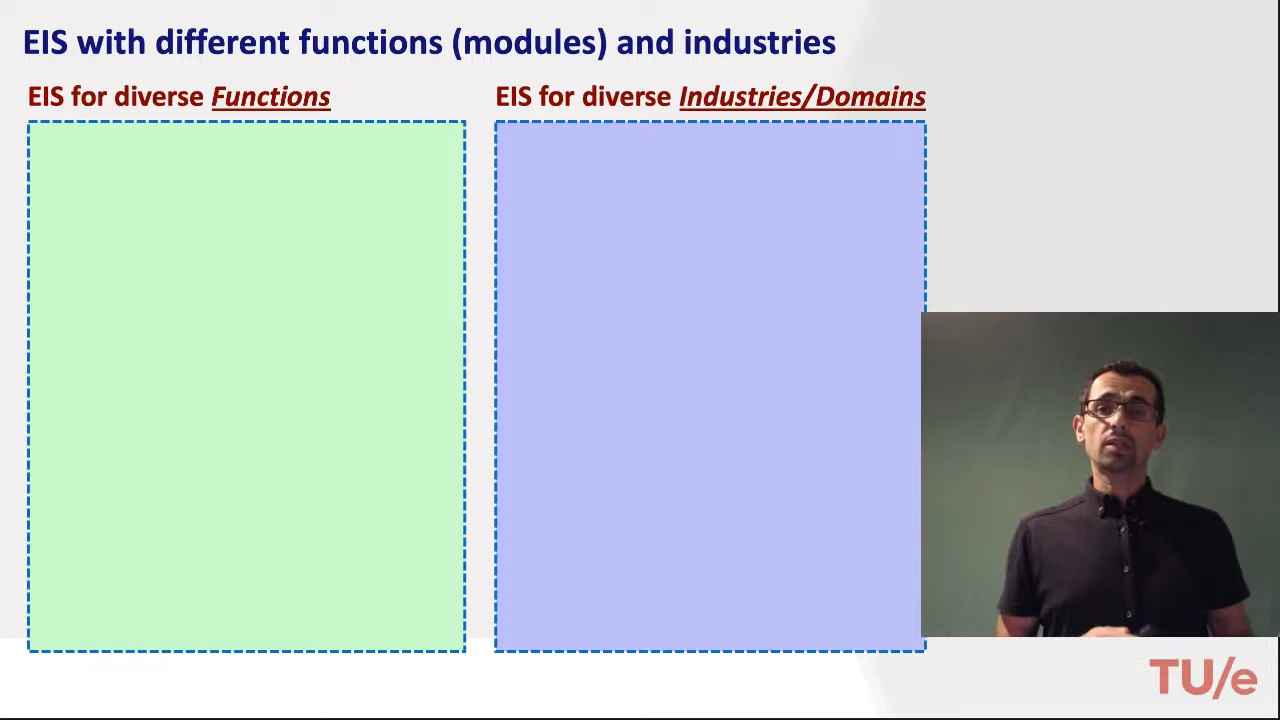 EIS with different functions (modules) and industries
EIS for diverse Functions
EIS for diverse Industries/Domains
TU/e